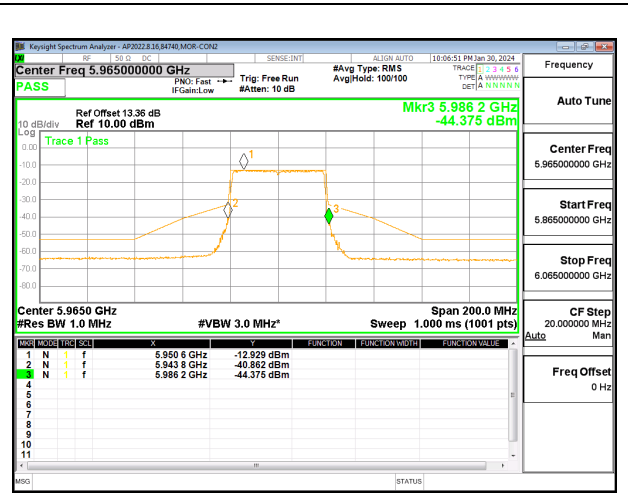 Keysight Spectrum Analyzer - AP2022.8.16,84740,MOR-CON2
RF 50 Ω DC SENSE:INT ALIGN AUTO 10:06:51 PM Jan 30, 2024
Center Freq 5.965000000 GHz #Avg Type: RMS TRACE 1 2 3 4 5 6
PNO: Fast Trig: Free Run Avg|Hold: 100/100 TYPE A WWWWW
PASS IFGain:Low #Atten: 10 dB DET A N N N N N
Mkr3 5.986 2 GHz
Ref Offset 13.36 dB
10 dB/div Ref 10.00 dBm -44.375 dBm
Log
Trace 1 Pass
0.00
-10.0
-20.0
-30.0
-40.0
-50.0
-60.0
-70.0
-80.0
1
2
3
Center 5.9650 GHz Span 200.0 MHz
#Res BW 1.0 MHz #VBW 3.0 MHz* Sweep 1.000 ms (1001 pts)
MKR MODE TRC SCL X Y FUNCTION FUNCTION WIDTH FUNCTION VALUE
1 N 1 f 5.950 6 GHz -12.929 dBm
2 N 1 f 5.943 8 GHz -40.862 dBm
3 N 1 f 5.986 2 GHz -44.375 dBm
4
5
6
7
8
9
10
11
MSG STATUS
Frequency
Auto Tune
Center Freq
5.965000000 GHz
Start Freq
5.865000000 GHz
Stop Freq
6.065000000 GHz
CF Step
20.000000 MHz
Auto Man
Freq Offset
0 Hz